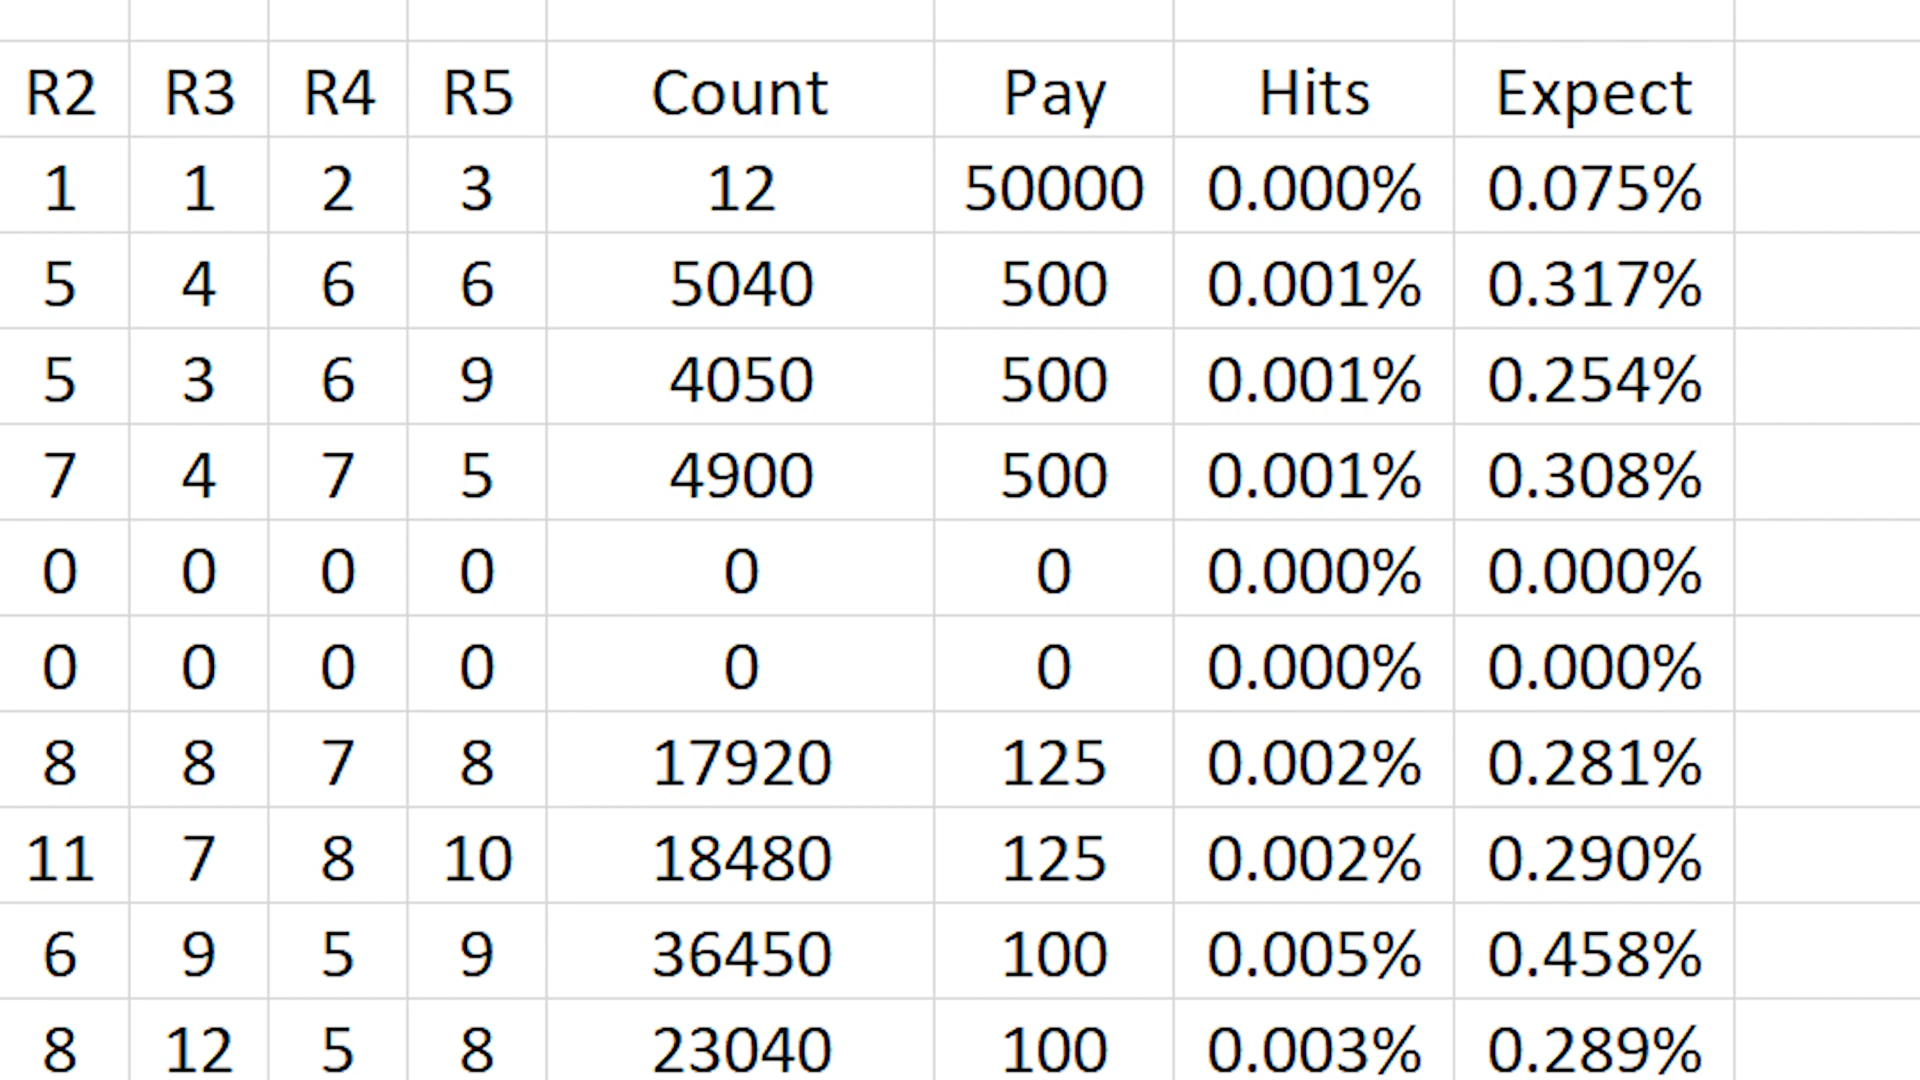 R2 R3 R4 R5 Count Pay Hits Expect
1 1 2 3 12 50000 0.000% 0.075%
5 4 6 6 5040 500 0.001% 0.317%
5 3 6 9 4050 500 0.001% 0.254%
7 4 7 5 4900 500 0.001% 0.308%
0 0 0 0 0 0 0.000% 0.000%
0 0 0 0 0 0 0.000% 0.000%
8 8 7 8 17920 125 0.002% 0.281%
11 7 8 10 18480 125 0.002% 0.290%
6 9 5 9 36450 100 0.005% 0.458%
8 12 5 8 23040 100 0.003% 0.289%